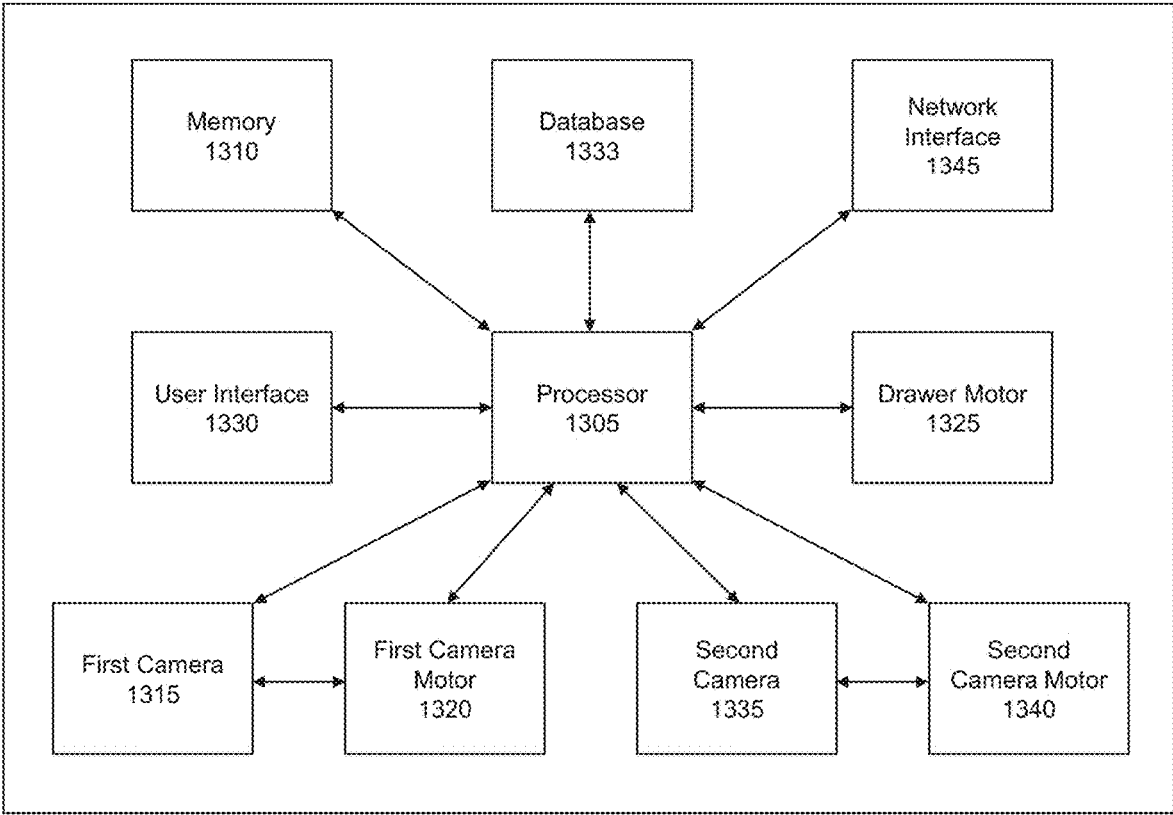 Memory
1310
Database
1333
Network
Interface
1345
User Interface
1330
Processor
1305
Drawer Motor
1325
First Camera
1315
First Camera
Motor
1320
Second
Camera
1335
Second
Camera Motor
1340